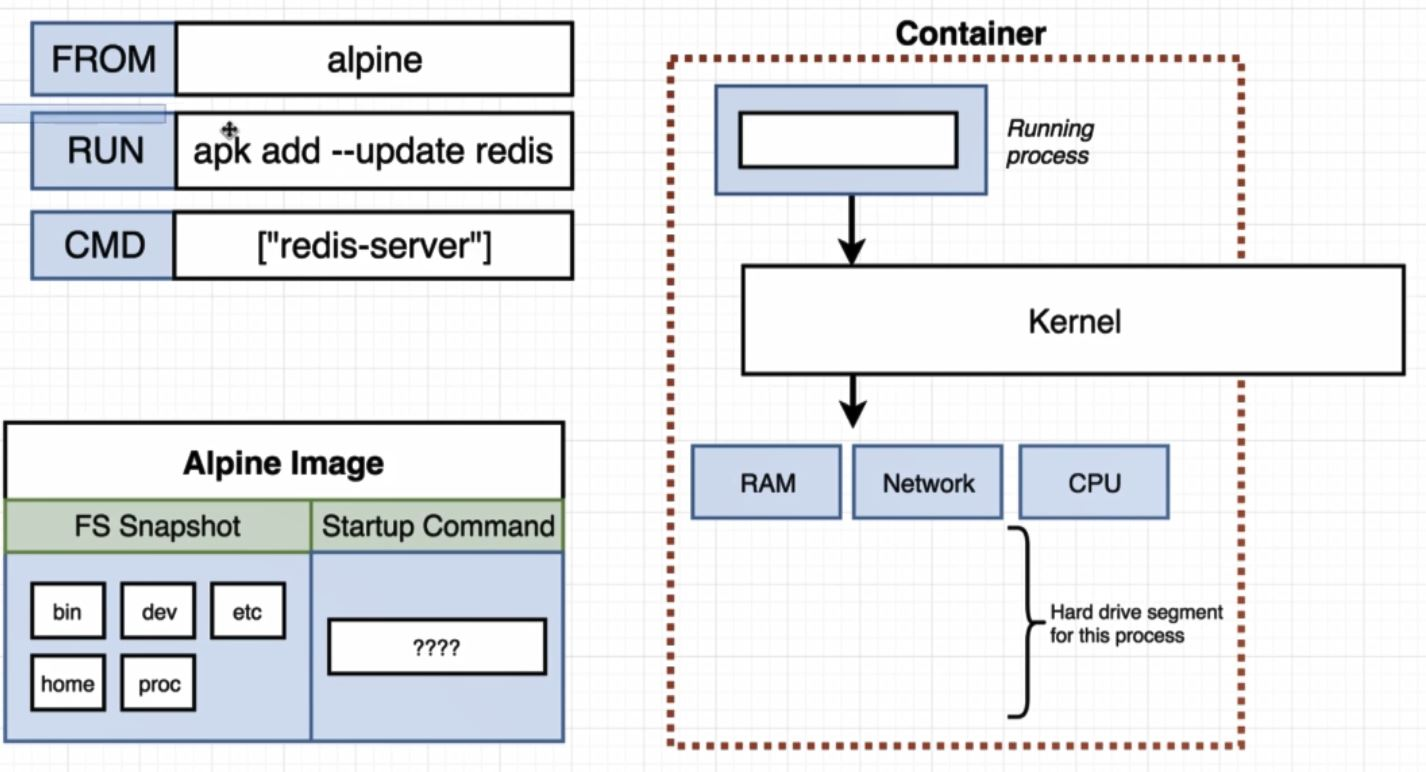 FROM alpine
RUN apk add --update redis
CMD ["redis-server"]
Alpine Image
FS Snapshot Startup Command
bin dev etc
home proc
????
Container
Running
process
Kernel
RAM Network CPU
Hard drive segment
for this process